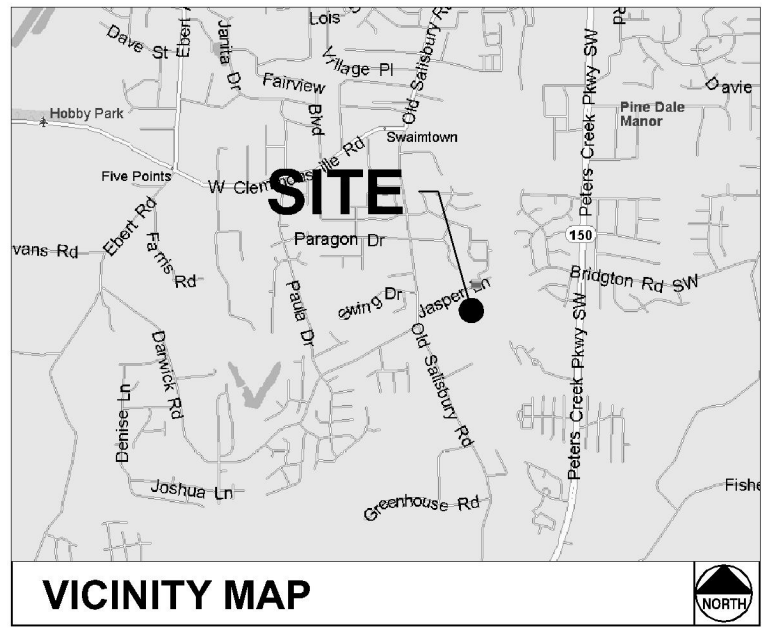 Lois
Rd
Dave St
Ebert
Janita Dr
Village Pl
Old Salisbury Rd
Peters Creek Pkwy SW
Fairview
Blvd
Davie
Hobby Park
Pine Dale
Manor
Swaimtown
Five Points
W Clemmonsville Rd
SITE
Ebert Rd
150
Paragon Dr
vans Rd
Farris Rd
Bridgton Rd SW
Paula Dr
Swing Dr
Jasper Ln
Old Salisbury Rd
Peters Creek Pkwy SW
Darwick Rd
Denise Ln
Joshua Ln
Greenhouse Rd
Fishe
VICINITY MAP
NORTH